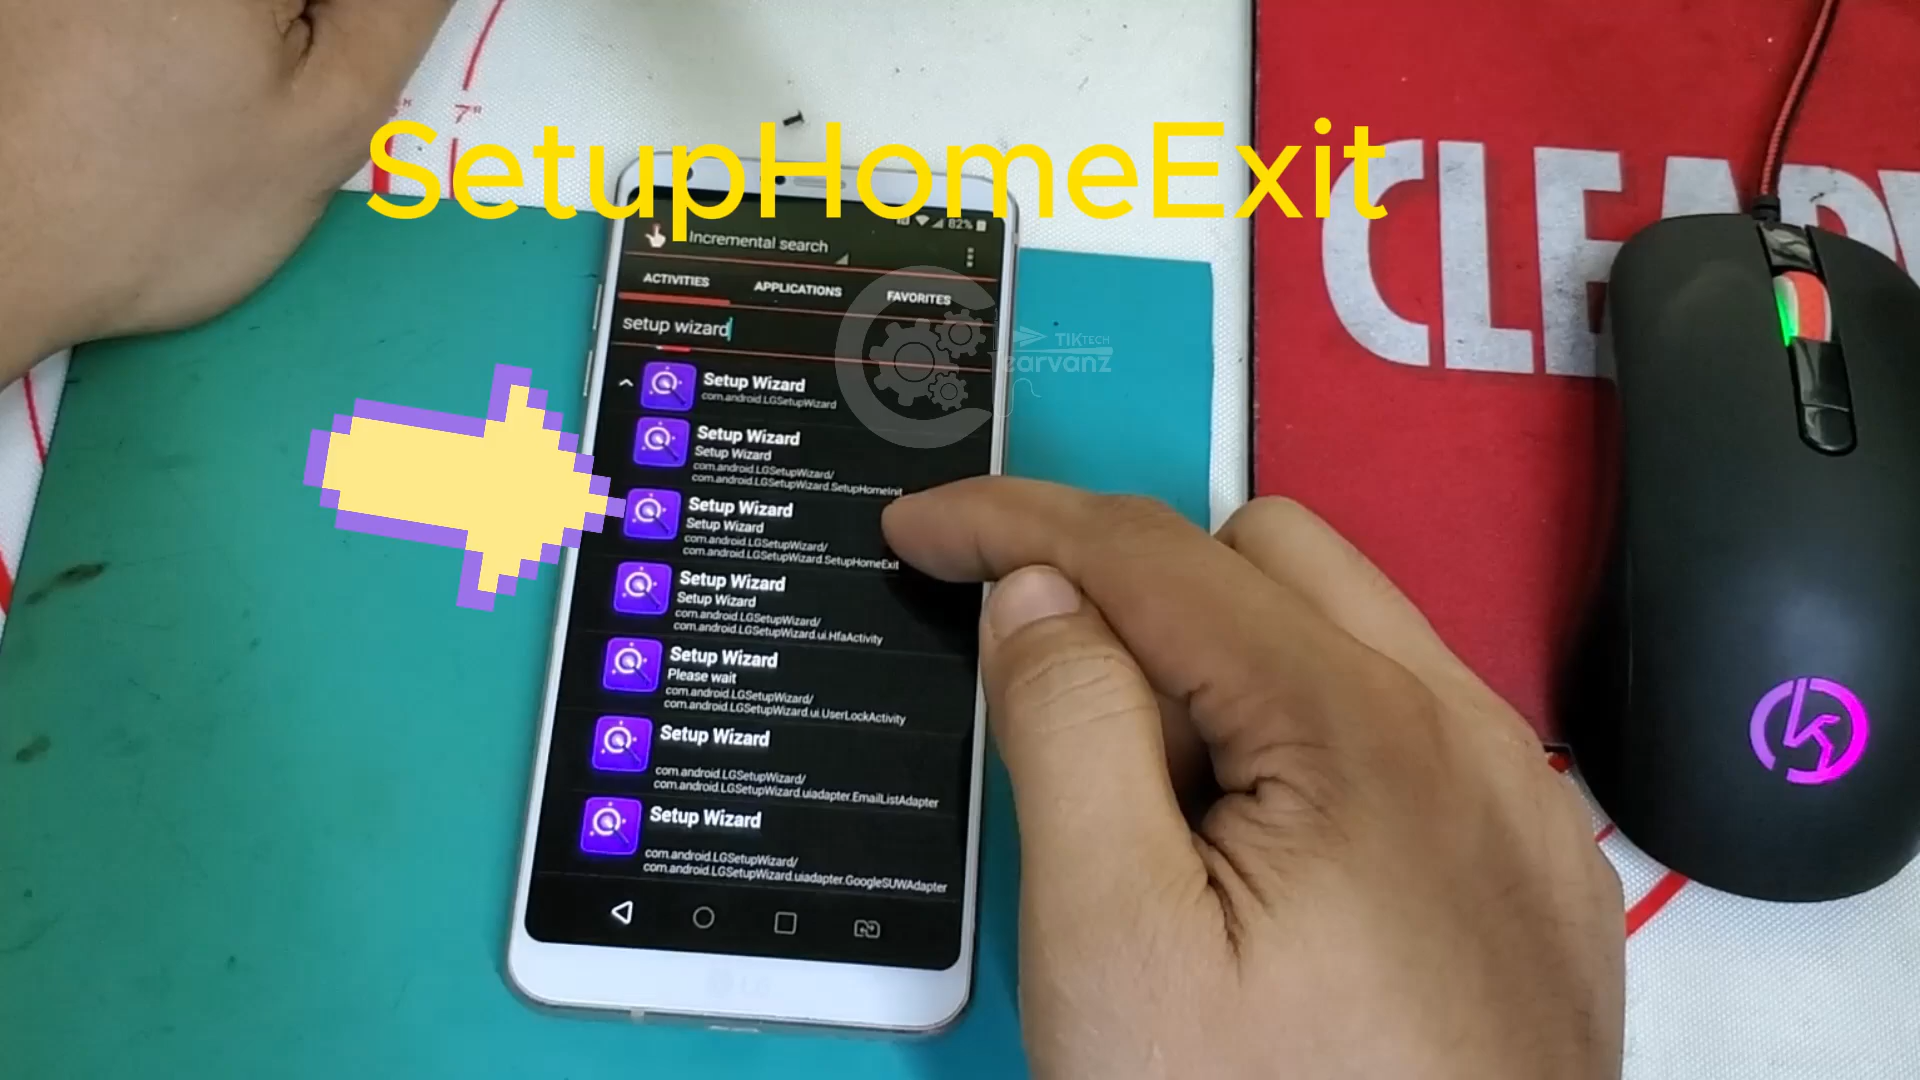 SetupHomeExit
7"
82%
Incremental search
ACTIVITIES
APPLICATIONS
FAVORITES
setup wizard
TIKTECH
earvanz
Setup Wizard
com.android.LGSetupWizard
Setup Wizard
Setup Wizard
com.android.LGSetupWizard/
com.android.LGSetupWizard.SetupHomeInit
Setup Wizard
Setup Wizard
com.android.LGSetupWizard/
com.android.LGSetupWizard.SetupHomeExit
Setup Wizard
Setup Wizard
com.android.LGSetupWizard/
com.android.LGSetupWizard.ui.HfaActivity
Setup Wizard
Please wait
com.android.LGSetupWizard/
com.android.LGSetupWizard.ui.UserLockActivity
Setup Wizard
com.android.LGSetupWizard/
com.android.LGSetupWizard.uiadapter.EmailListAdapter
Setup Wizard
com.android.LGSetupWizard/
com.android.LGSetupWizard.uiadapter.GoogleSUWAdapter
LG